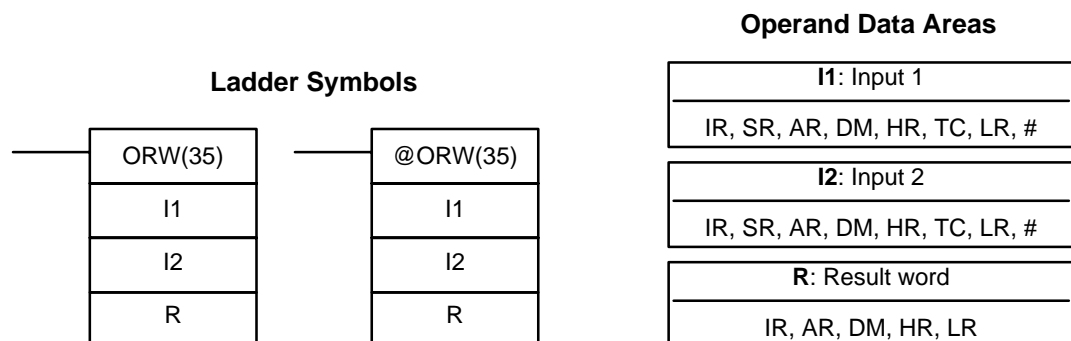 Ladder Symbols
ORW(35)
I1
I2
R
@ORW(35)
I1
I2
R
Operand Data Areas
I1: Input 1
IR, SR, AR, DM, HR, TC, LR, #
I2: Input 2
IR, SR, AR, DM, HR, TC, LR, #
R: Result word
IR, AR, DM, HR, LR